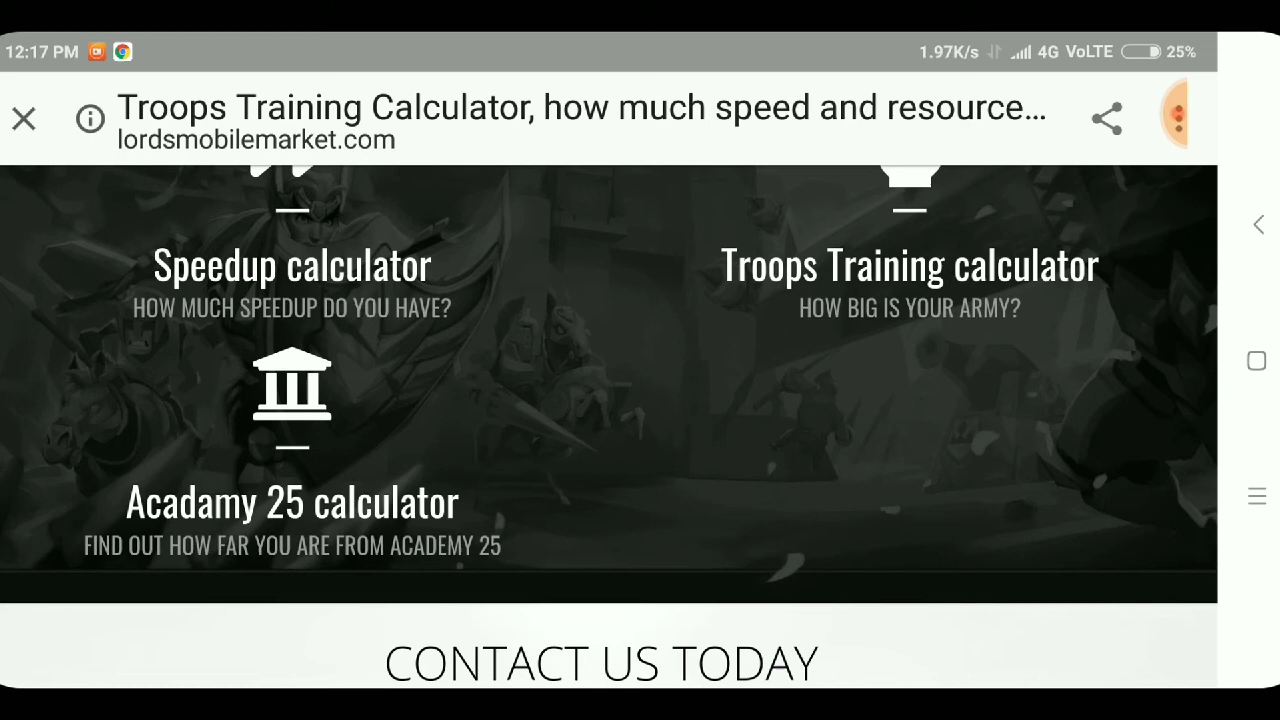 12:17 PM 1.97K/s 4G VoLTE 25%
Troops Training Calculator, how much speed and resource...
lordsmobilemarket.com
Speedup calculator
HOW MUCH SPEEDUP DO YOU HAVE?
Troops Training calculator
HOW BIG IS YOUR ARMY?
Acadamy 25 calculator
FIND OUT HOW FAR YOU ARE FROM ACADEMY 25
CONTACT US TODAY